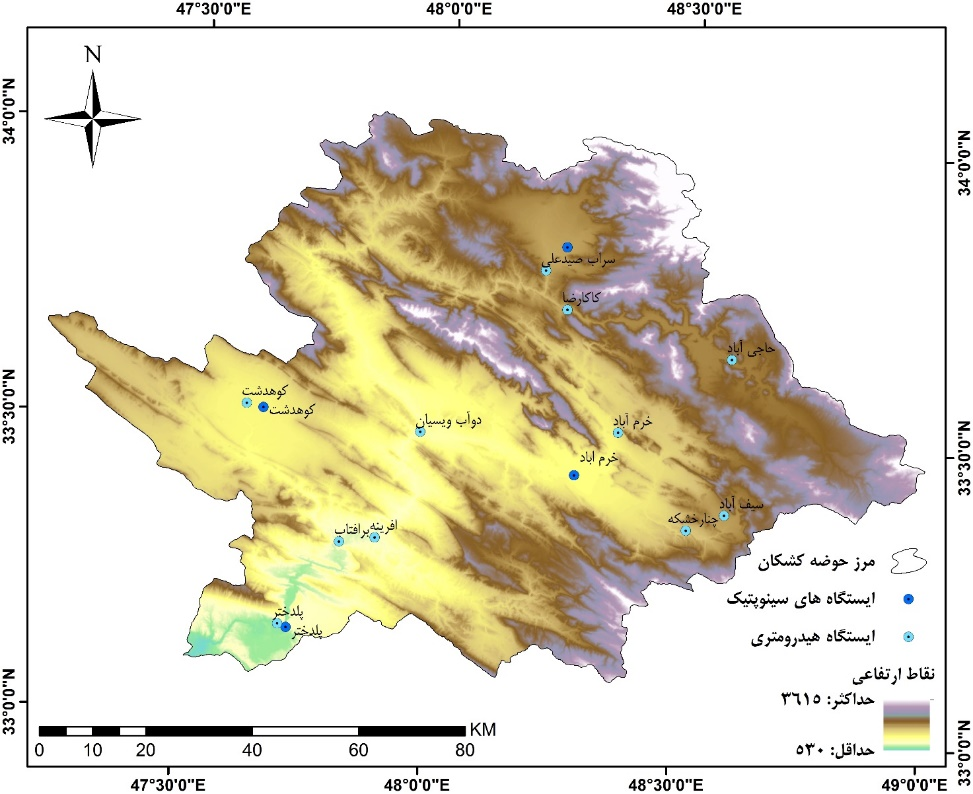 47°30'0"E 48°0'0"E 48°30'0"E
N
34°0'0"N
34°0'0"N
سراب صیدعلی
کاکارضا
حاجی آباد
کوهدشت
کوهدشت
33°30'0"N
دوآب ویسیان
خرم آباد
خرم اباد
33°30'0"N
سیف آباد
چنارخشکه
افرینه
برافتاب
پلدختر
پلدختر
مرز حوضه کشکان
ایستگاه های سینوپتیک
ایستگاه هیدرومتری
نقاط ارتفاعی
حداکثر: ۳۶۱۵
حداقل: ۵۳۰
33°0'0"N
33°0'0"N
KM
0 10 20 40 60 80
47°30'0"E 48°0'0"E 48°30'0"E 49°0'0"E